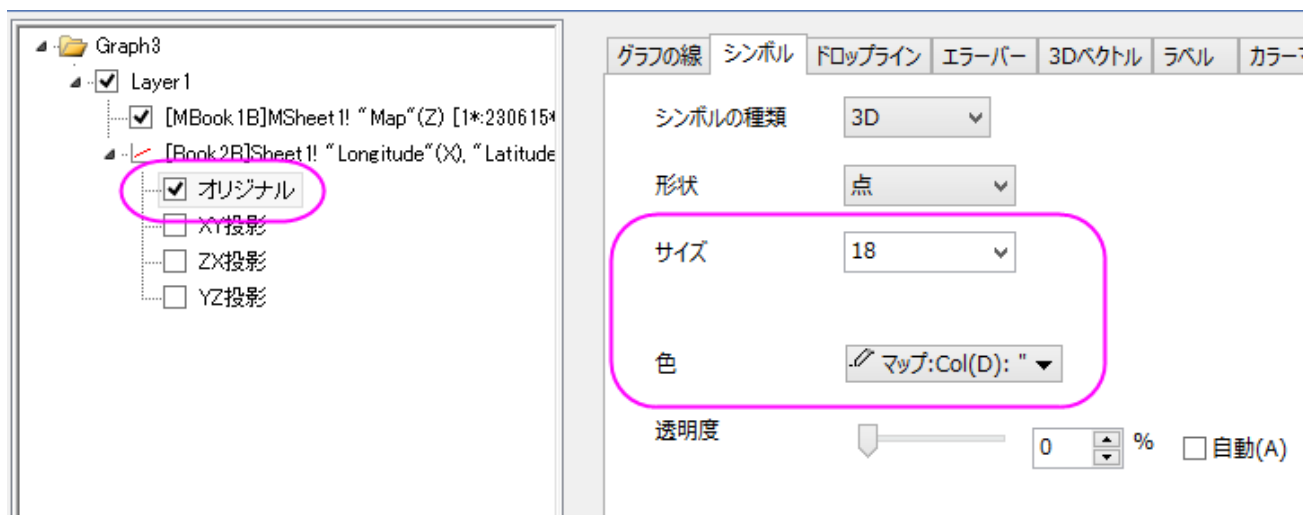 Graph3
Layer1
[MBook1B]MSheet1! "Map"(Z) [1*:230615*
[Book2B]Sheet1! "Longitude"(X), "Latitude
オリジナル
XY投影
ZX投影
YZ投影
グラフの線 シンボル ドロップライン エラーバー 3Dベクトル ラベル カラーマ
シンボルの種類 3D
形状 点
サイズ 18
色 マップ:Col(D): "
透明度 0 % 自動(A)